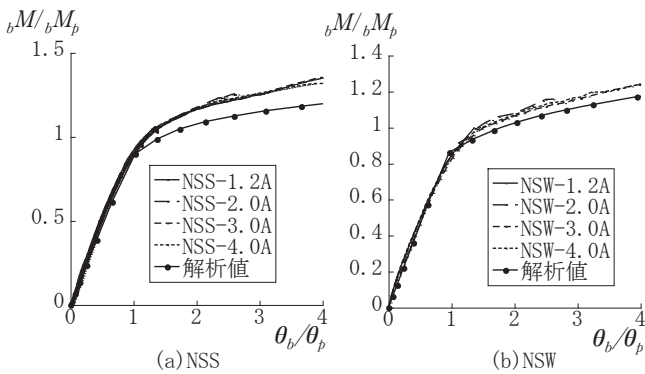 bM/bMp
1.5
1
0.5
0
0 1 2 3 4
θb/θp
NSS-1.2A
NSS-2.0A
NSS-3.0A
NSS-4.0A
解析値
(a)NSS
bM/bMp
1.4
1.2
1
0.8
0.6
0.4
0.2
0
0 1 2 3 4
θb/θp
NSW-1.2A
NSW-2.0A
NSW-3.0A
NSW-4.0A
解析値
(b)NSW